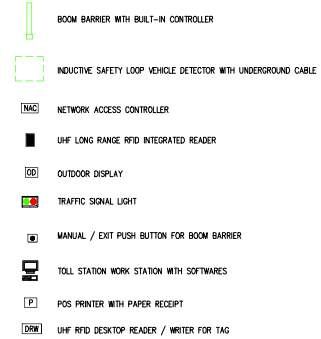 BOOM BARRIER WITH BUILT-IN CONTROLLER
INDUCTIVE SAFETY LOOP VEHICLE DETECTOR WITH UNDERGROUND CABLE
NAC NETWORK ACCESS CONTROLLER
UHF LONG RANGE RFID INTEGRATED READER
OD OUTDOOR DISPLAY
TRAFFIC SIGNAL LIGHT
MANUAL / EXIT PUSH BUTTON FOR BOOM BARRIER
TOLL STATION WORK STATION WITH SOFTWARES
P POS PRINTER WITH PAPER RECEIPT
DRW UHF RFID DESKTOP READER / WRITER FOR TAG